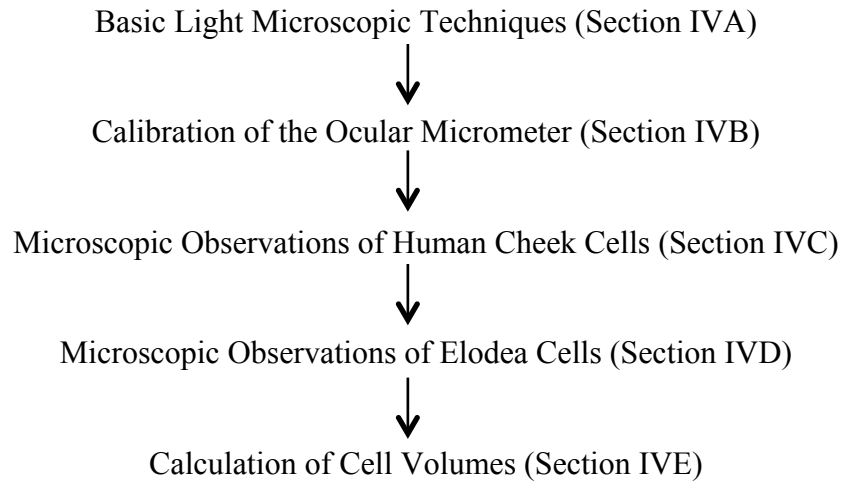 Basic Light Microscopic Techniques (Section IVA)
Calibration of the Ocular Micrometer (Section IVB)
Microscopic Observations of Human Cheek Cells (Section IVC)
Microscopic Observations of Elodea Cells (Section IVD)
Calculation of Cell Volumes (Section IVE)